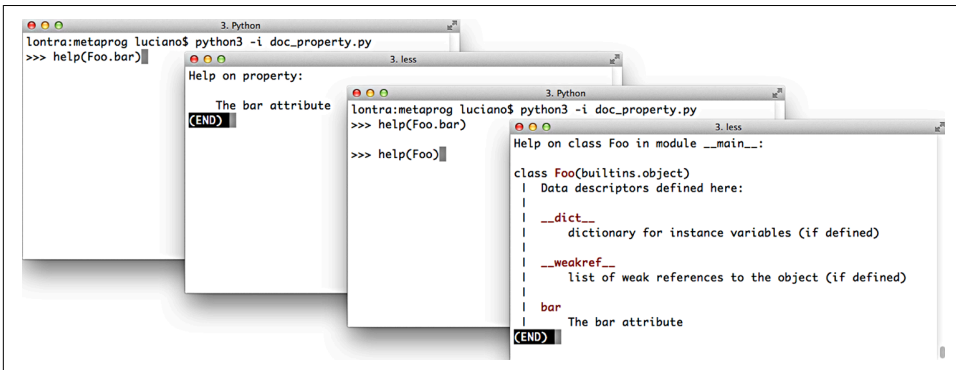 3. Python
lontra:metaprog luciano$ python3 -i doc_property.py
>>> help(Foo.bar)
3. less
Help on property:
The bar attribute
(END)
3. Python
lontra:metaprog luciano$ python3 -i doc_property.py
>>> help(Foo.bar)
>>> help(Foo)
3. less
Help on class Foo in module __main__:
class Foo(builtins.object)
| Data descriptors defined here:
|
| __dict__
| dictionary for instance variables (if defined)
|
| __weakref__
| list of weak references to the object (if defined)
|
| bar
| The bar attribute
(END)